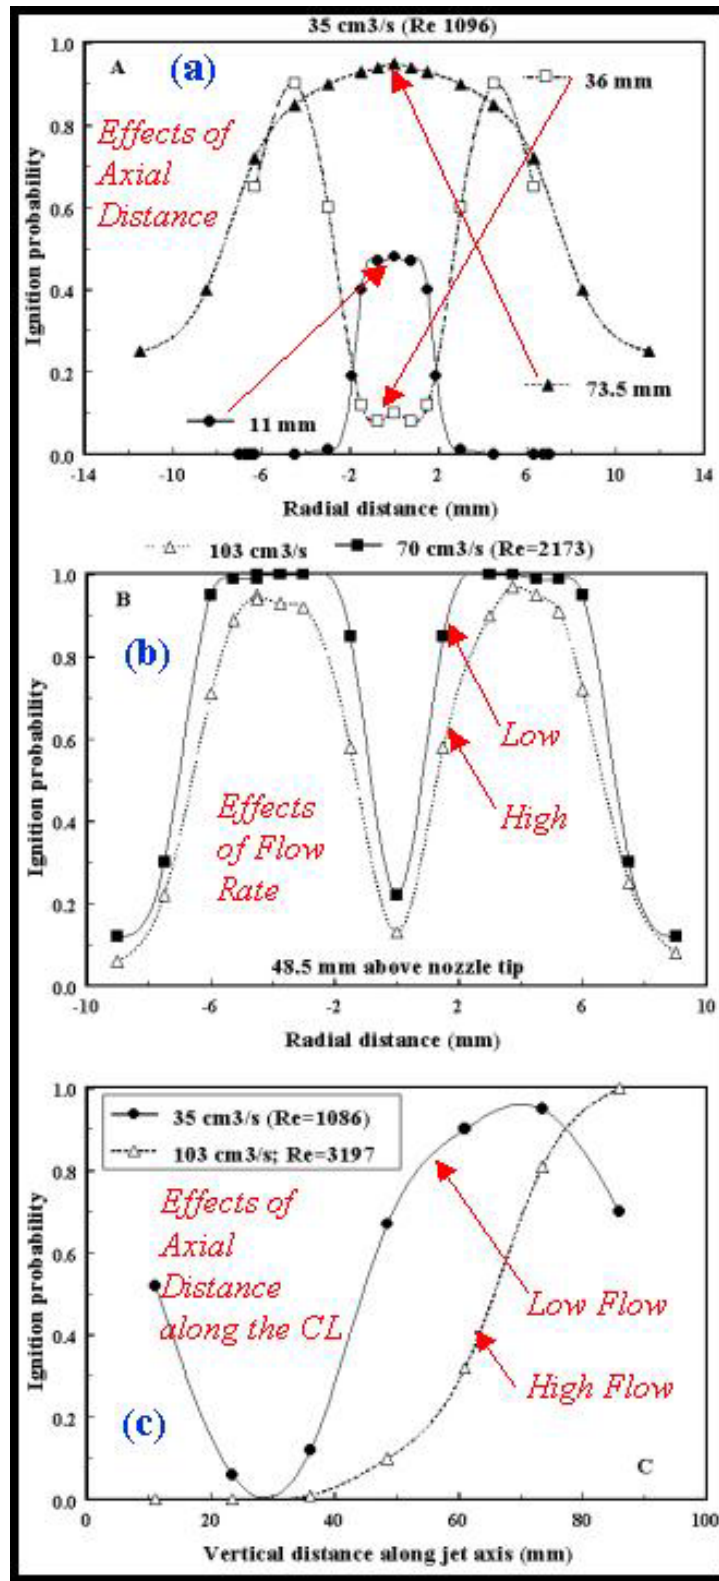 35 cm3/s (Re 1096)
1.0
0.8
0.6
0.4
0.2
0.0
Ignition probability
A
(a)
Effects of
Axial
Distance
36 mm
73.5 mm
11 mm
-14
-10
-6
-2
2
6
10
14
Radial distance (mm)
103 cm3/s
70 cm3/s (Re=2173)
1.0
0.8
0.6
0.4
0.2
0.0
Ignition probability
B
(b)
Low
High
Effects
of Flow
Rate
48.5 mm above nozzle tip
-10
-6
-2
2
6
10
Radial distance (mm)
1.0
0.8
0.6
0.4
0.2
0.0
Ignition probability
35 cm3/s (Re=1086)
103 cm3/s; Re=3197
Effects of
Axial
Distance
along the CL
Low Flow
High Flow
(c)
C
0
20
40
60
80
100
Vertical distance along jet axis (mm)